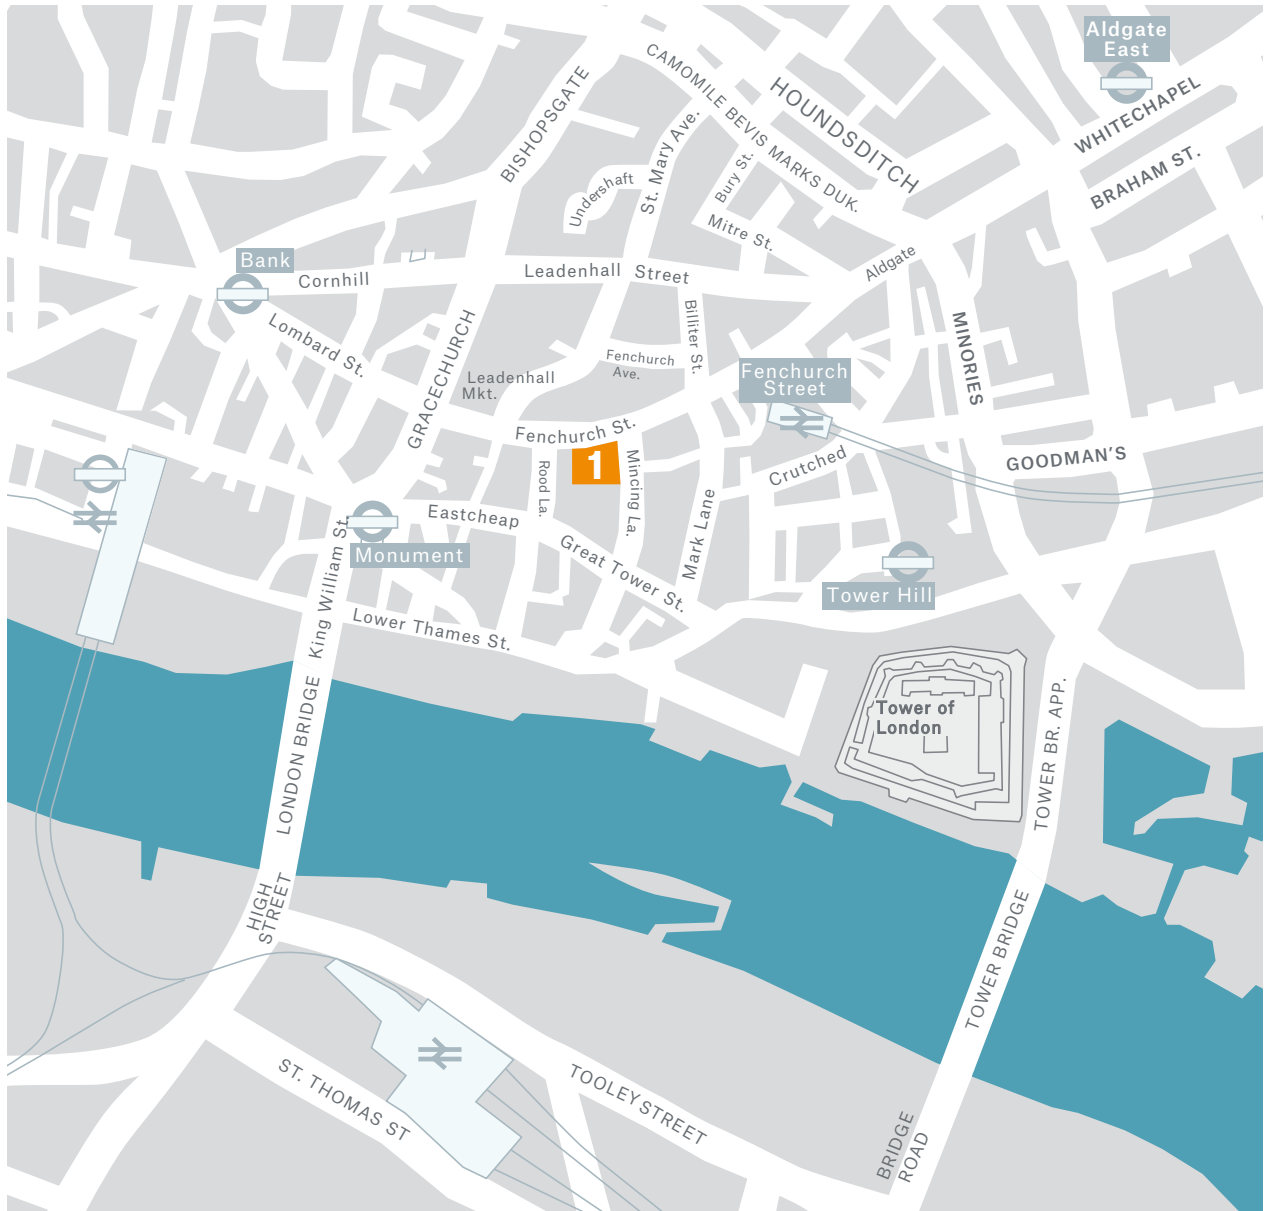 Aldgate
East
CAMOMILE BEVIS MARKS DUK.
HOUNDSDITCH
WHITECHAPEL
BRAHAM ST.
BISHOPSGATE
St. Mary Ave.
Undershaft
Bury St.
Mitre St.
Aldgate
Bank
Cornhill
Leadenhall Street
Lombard St.
GRACECHURCH
Billiter St.
MINORIES
Fenchurch
Ave.
Leadenhall
Mkt.
Fenchurch
Street
Fenchurch St.
1
Rood La.
Mincing La.
Mark Lane
Crutched
GOODMAN'S
Eastcheap
Great Tower St.
Monument
King William St.
Tower Hill
Lower Thames St.
Tower of
London
TOWER BR. APP.
LONDON BRIDGE
HIGH
STREET
TOWER BRIDGE
ST. THOMAS ST
TOOLEY STREET
BRIDGE
ROAD